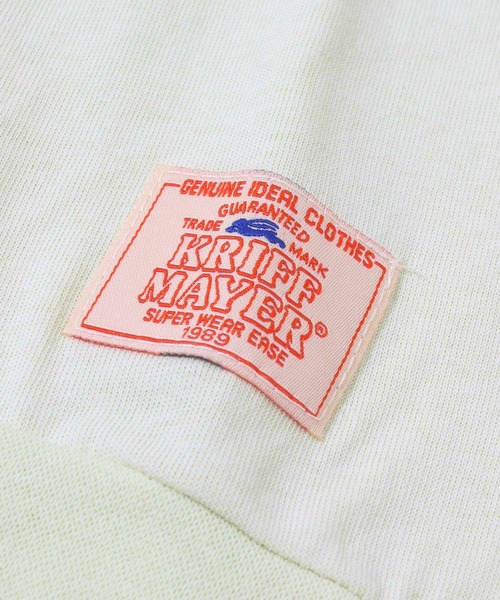 GENUINE IDEAL CLOTHES
GUARANTEED
TRADE MARK
KRIFF
MAYER®
SUPER WEAR EASE
1989